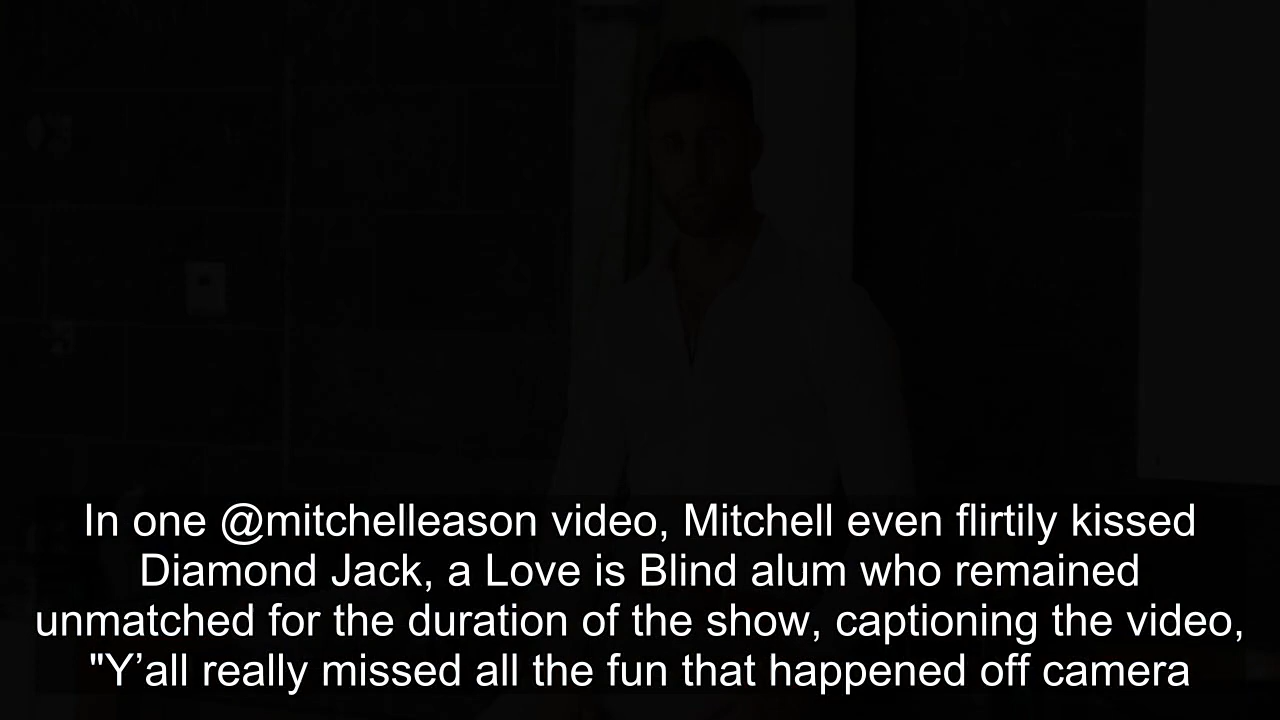 In one @mitchelleason video, Mitchell even flirtily kissed
Diamond Jack, a Love is Blind alum who remained
unmatched for the duration of the show, captioning the video,
"Y’all really missed all the fun that happened off camera